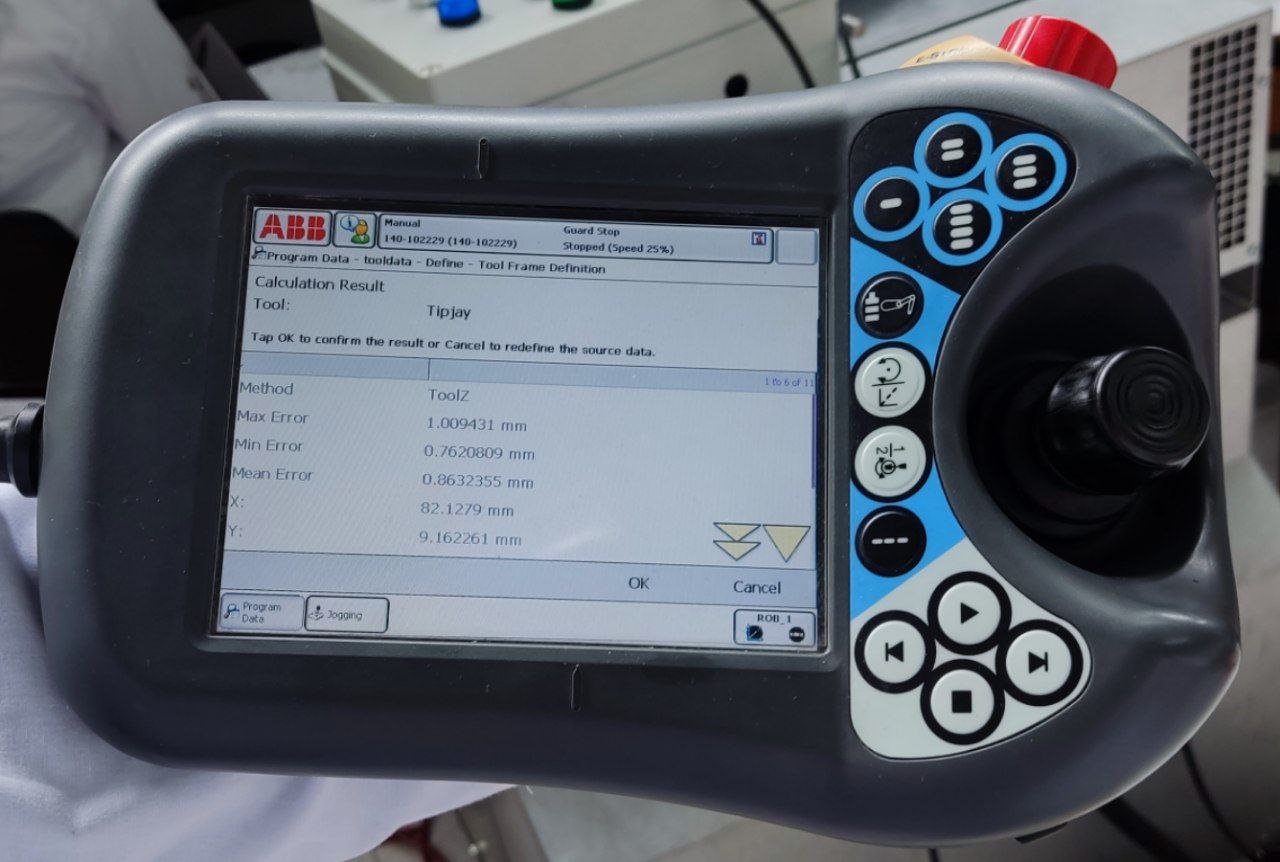 E-ST
ABB
Manual
140-102229 (140-102229)
Guard Stop
Stopped (Speed 25%)
Program Data - tooldata - Define - Tool Frame Definition
Calculation Result
Tool: Tipjay
Tap OK to confirm the result or Cancel to redefine the source data.
1 to 6 of 11
Method ToolZ
Max Error 1.009431 mm
Min Error 0.7620809 mm
Mean Error 0.8632355 mm
X: 82.1279 mm
Y: 9.162261 mm
OK Cancel
Program
Data
Jogging
ROB_1
1
2